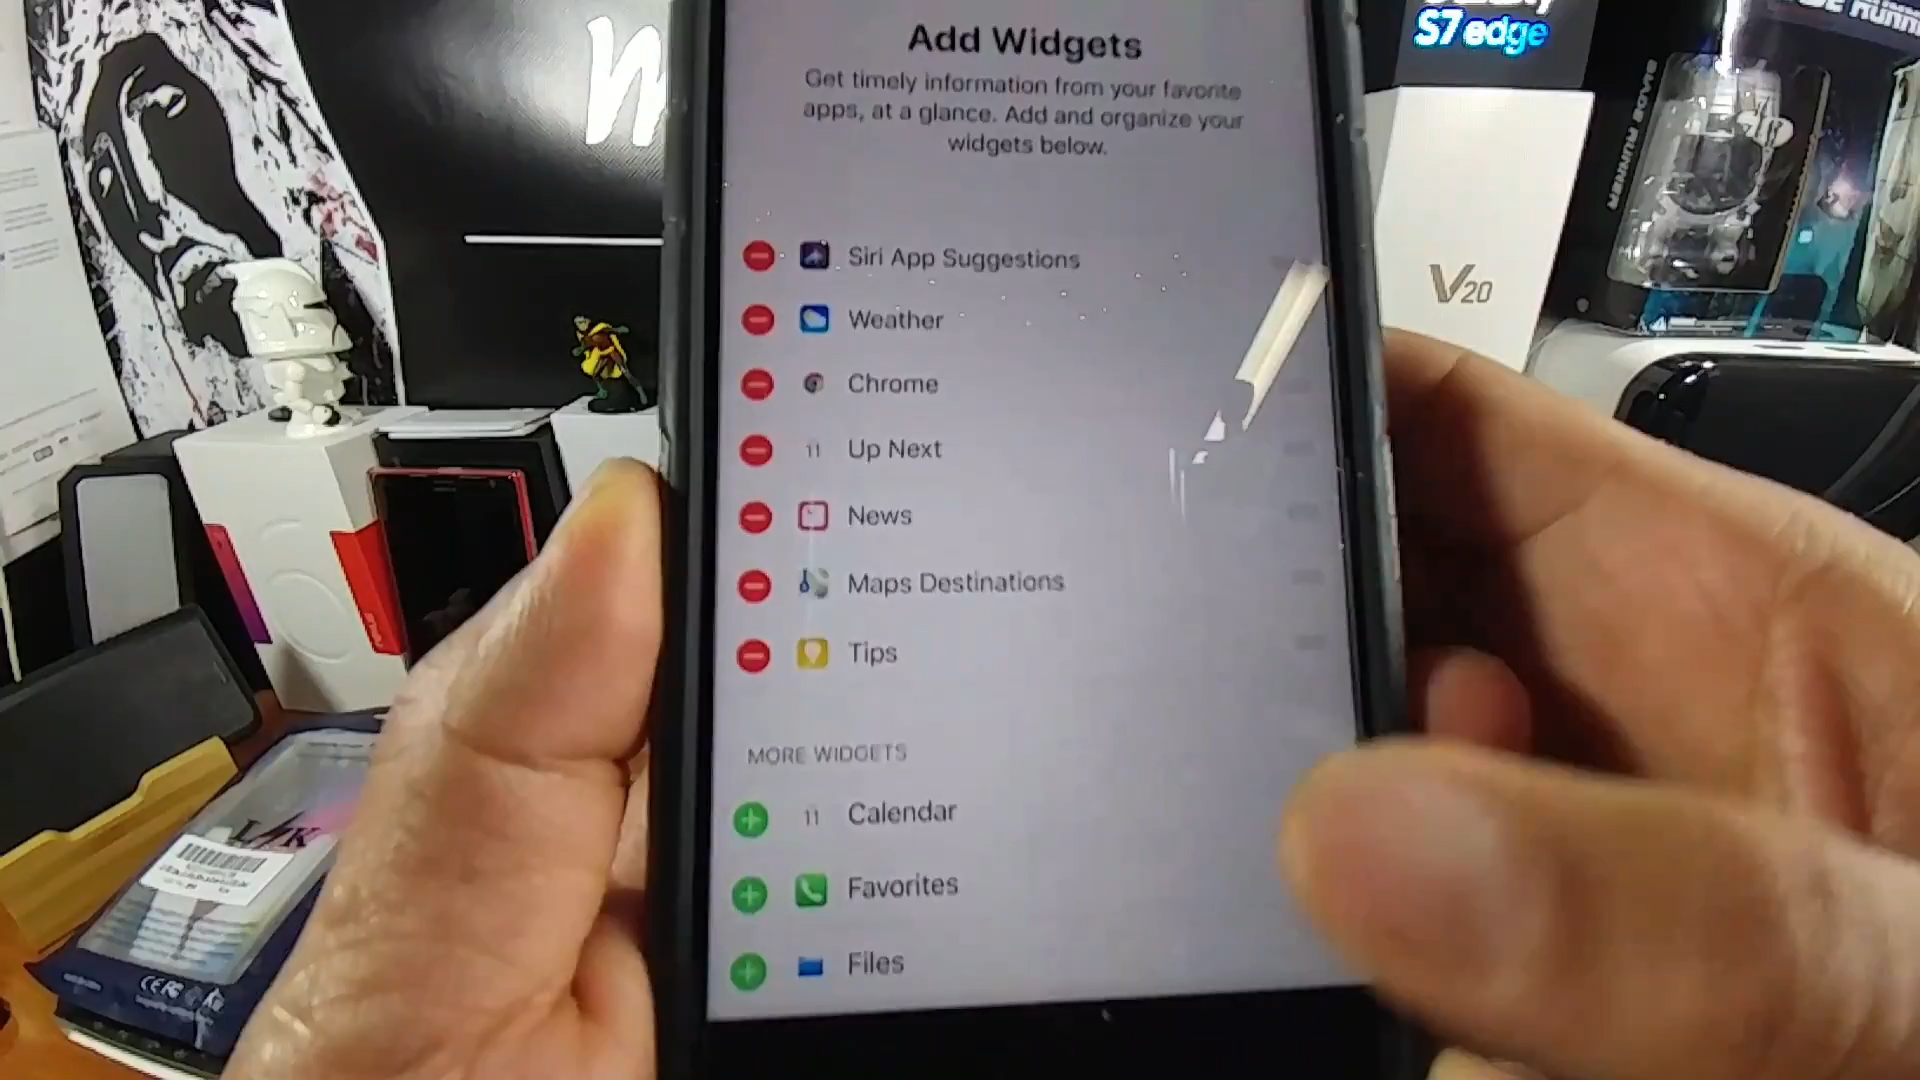 Add Widgets
Get timely information from your favorite
apps, at a glance. Add and organize your
widgets below.
Siri App Suggestions
Weather
Chrome
11 Up Next
News
Maps Destinations
Tips
MORE WIDGETS
11 Calendar
Favorites
Files
S7 edge
V20
CE FC